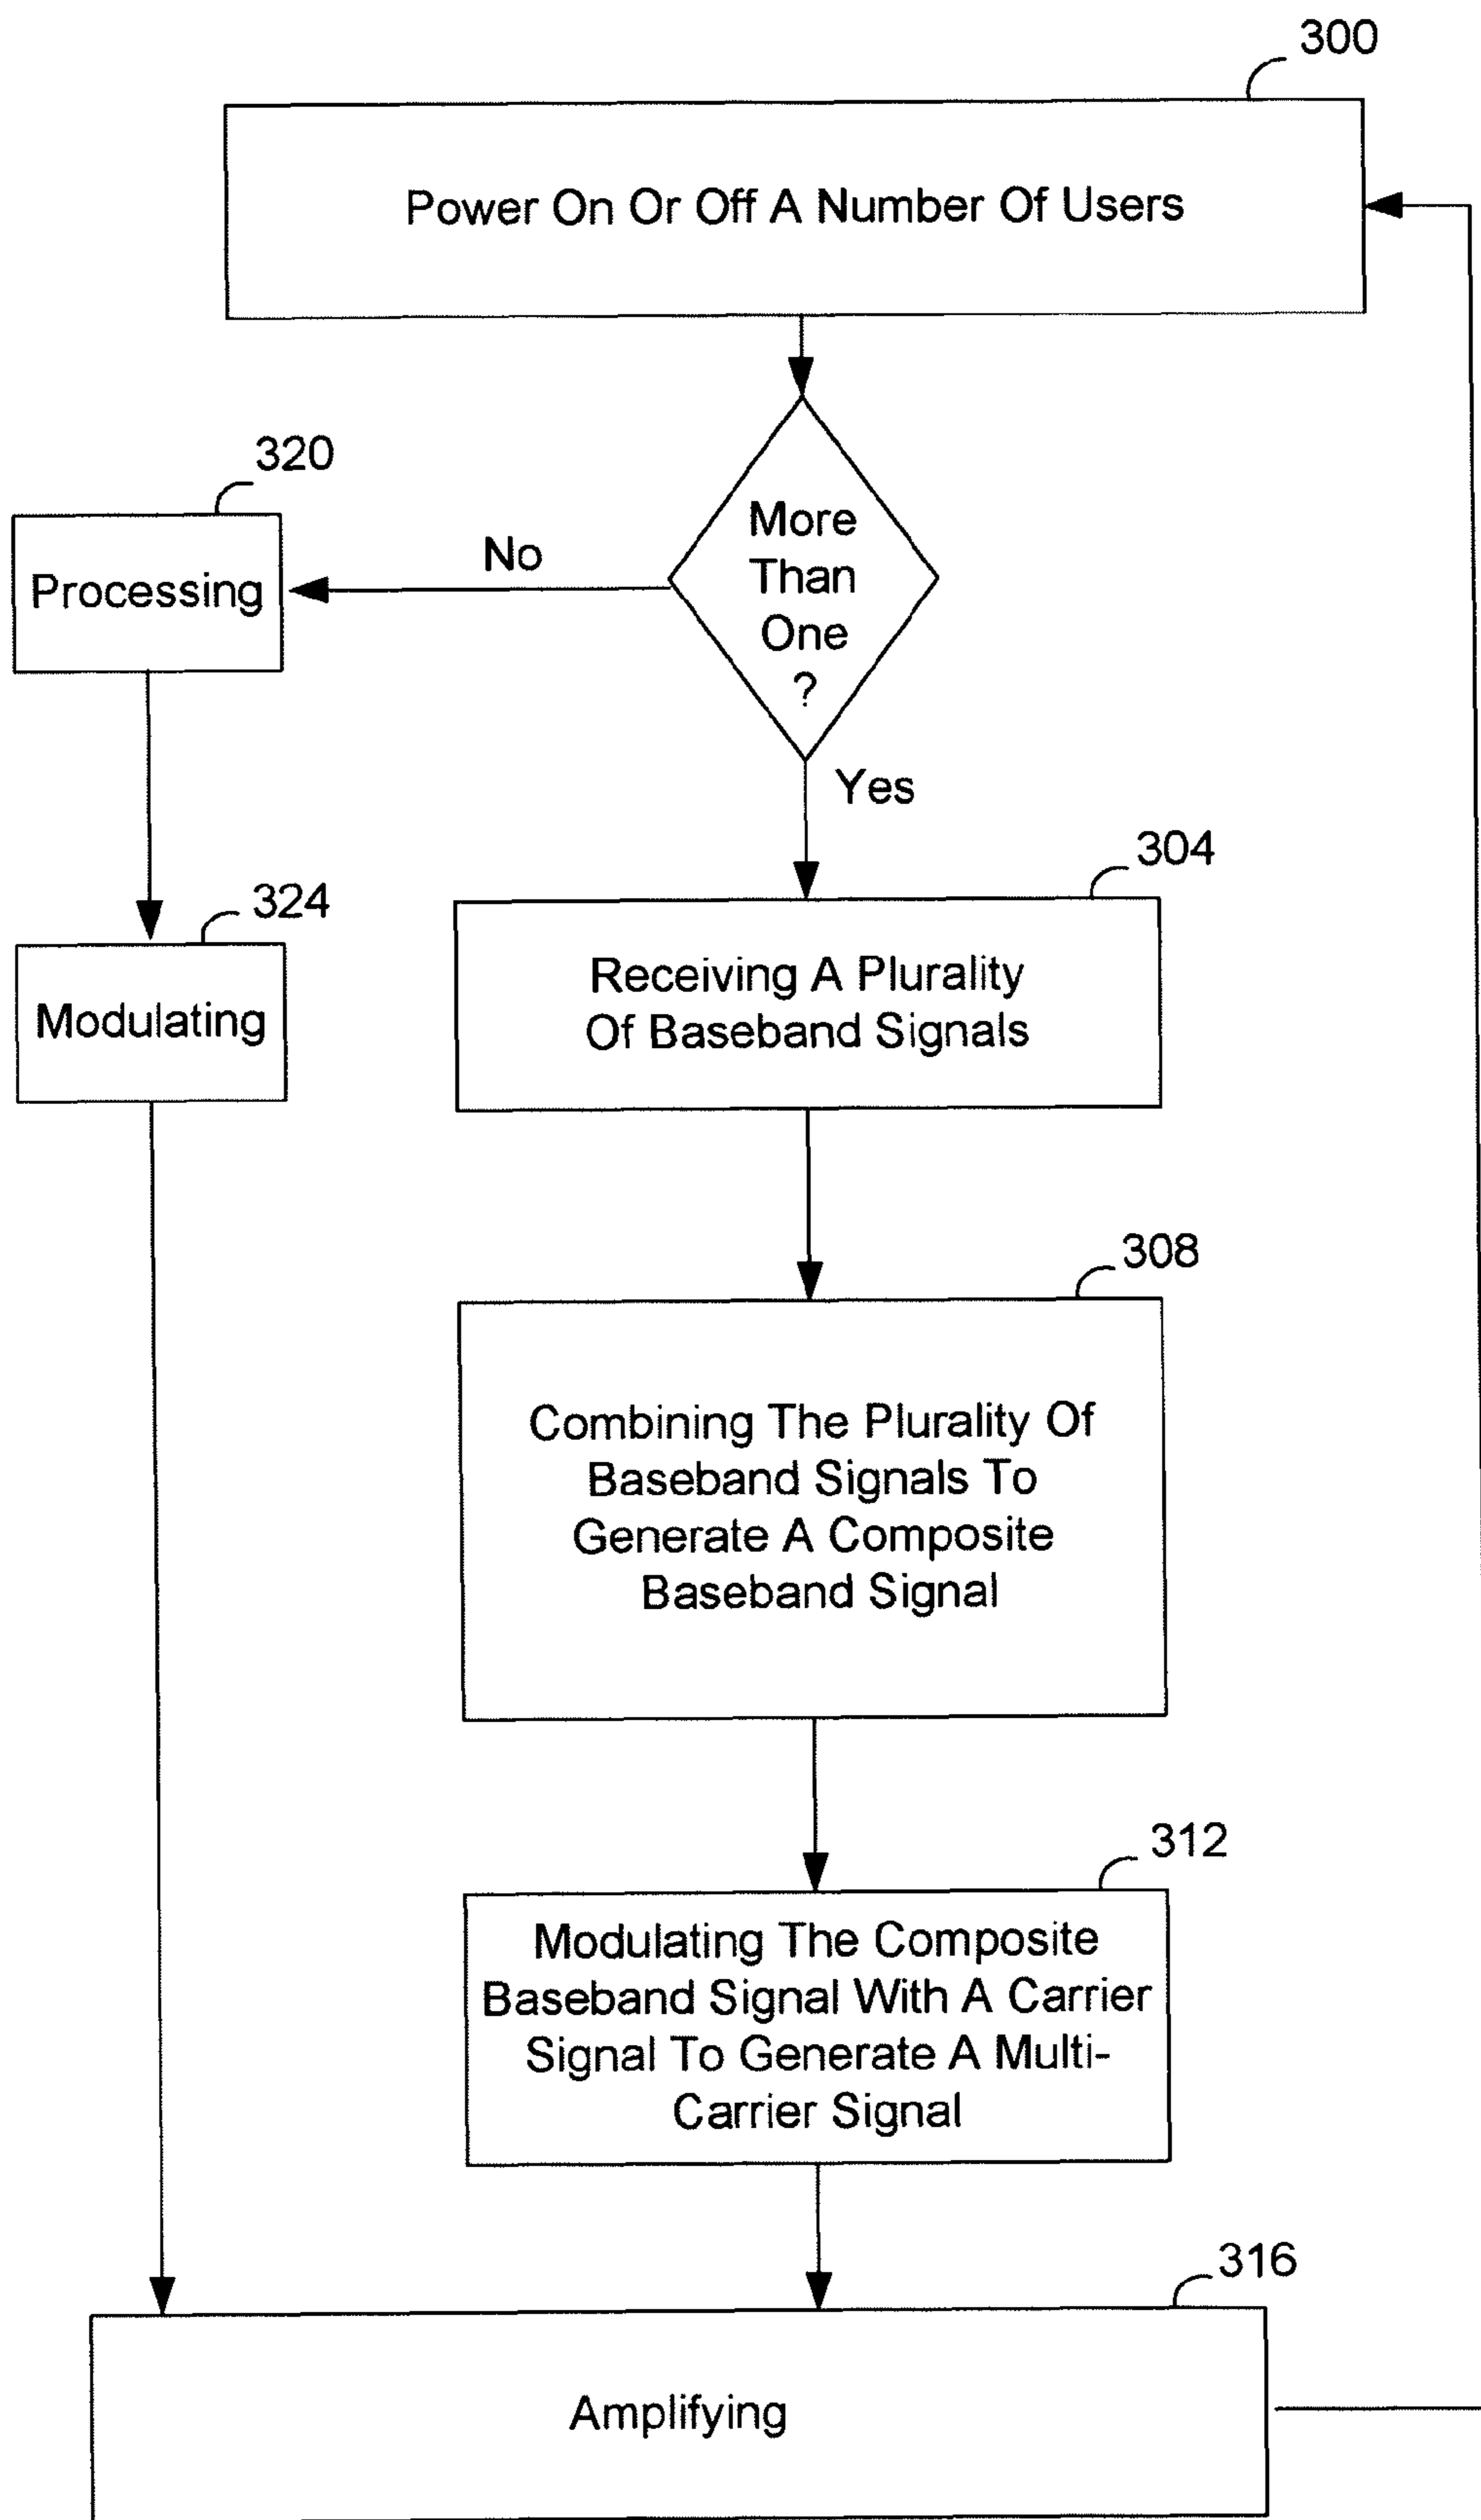 300
Power On Or Off A Number Of Users
320
More
Than
One
?
No
Processing
Yes
304
324
Receiving A Plurality
Of Baseband Signals
Modulating
308
Combining The Plurality Of
Baseband Signals To
Generate A Composite
Baseband Signal
312
Modulating The Composite
Baseband Signal With A Carrier
Signal To Generate A Multi-
Carrier Signal
316
Amplifying